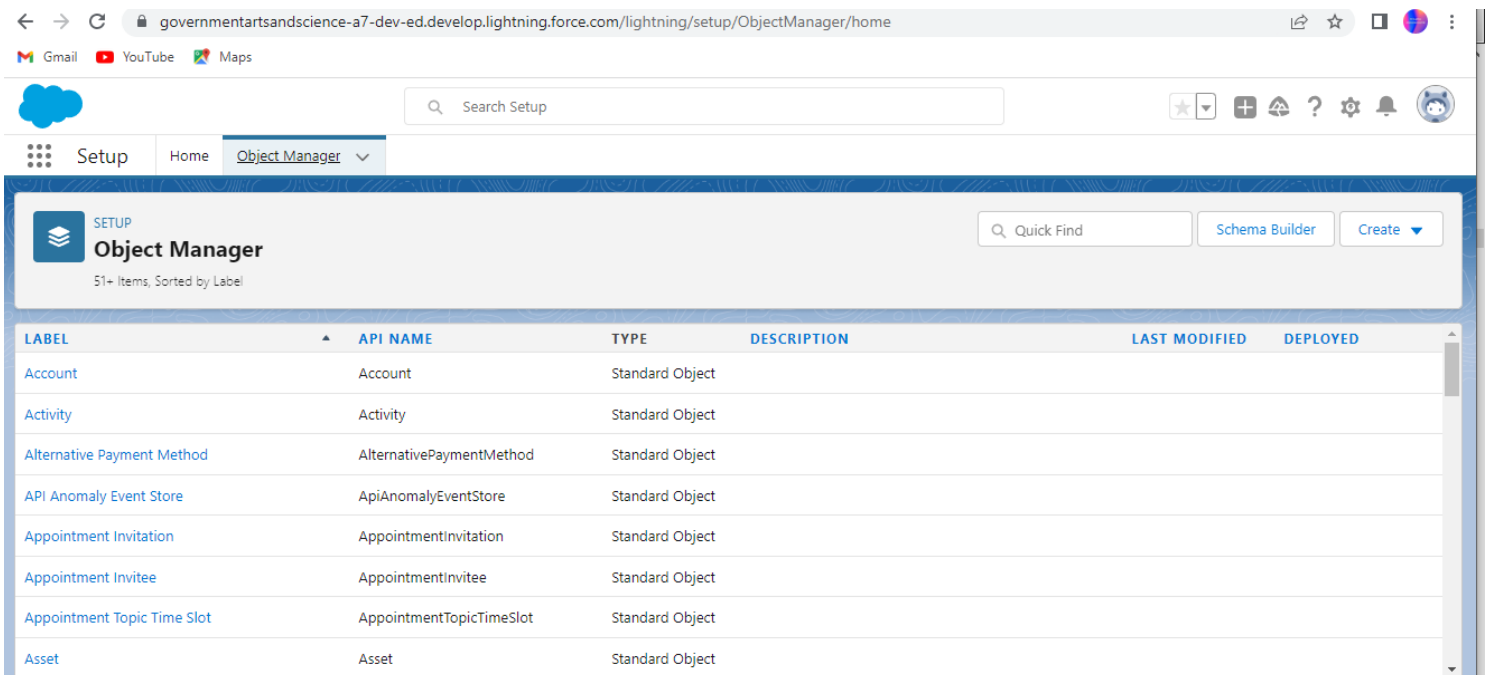 governmentartsandscience-a7-dev-ed.develop.lightning.force.com/lightning/setup/ObjectManager/home
Gmail YouTube Maps
Search Setup
Setup Home Object Manager
SETUP
Object Manager
51+ Items, Sorted by Label
Quick Find Schema Builder Create
LABEL API NAME TYPE DESCRIPTION LAST MODIFIED DEPLOYED
Account Account Standard Object
Activity Activity Standard Object
Alternative Payment Method AlternativePaymentMethod Standard Object
API Anomaly Event Store ApiAnomalyEventStore Standard Object
Appointment Invitation AppointmentInvitation Standard Object
Appointment Invitee AppointmentInvitee Standard Object
Appointment Topic Time Slot AppointmentTopicTimeSlot Standard Object
Asset Asset Standard Object